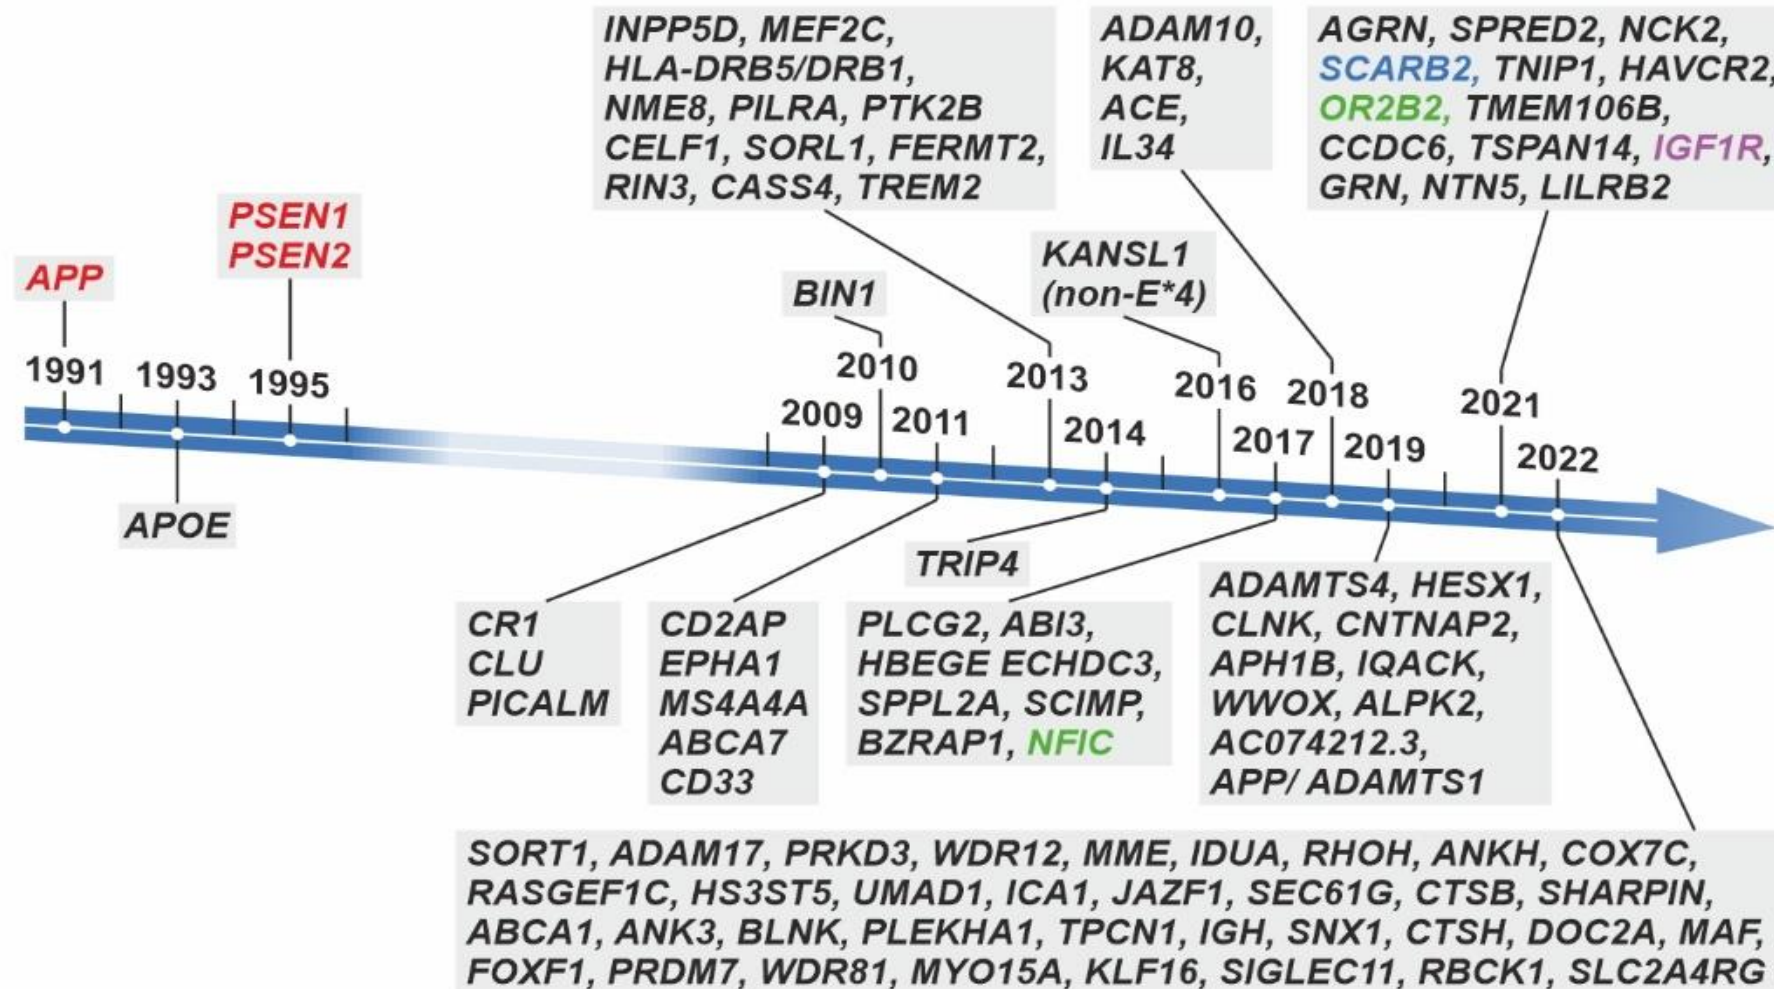 INPP5D, MEF2C,
HLA-DRB5/DRB1,
NME8, PILRA, PTK2B
CELF1, SORL1, FERMT2,
RIN3, CASS4, TREM2
ADAM10,
KAT8,
ACE,
IL34
AGRN, SPRED2, NCK2,
SCARB2, TNIP1, HAVCR2,
OR2B2, TMEM106B,
CCDC6, TSPAN14, IGF1R,
GRN, NTN5, LILRB2
PSEN1
PSEN2
APP
BIN1
KANSL1
(non-E*4)
1991
1993
1995
2009
2010
2011
2013
2014
2016
2017
2018
2019
2021
2022
APOE
TRIP4
CR1
CLU
PICALM
CD2AP
EPHA1
MS4A4A
ABCA7
CD33
PLCG2, ABI3,
HBEGE ECHDC3,
SPPL2A, SCIMP,
BZRAP1, NFIC
ADAMTS4, HESX1,
CLNK, CNTNAP2,
APH1B, IQACK,
WWOX, ALPK2,
AC074212.3,
APP/ ADAMTS1
SORT1, ADAM17, PRKD3, WDR12, MME, IDUA, RHOH, ANKH, COX7C,
RASGEF1C, HS3ST5, UMAD1, ICA1, JAZF1, SEC61G, CTSB, SHARPIN,
ABCA1, ANK3, BLNK, PLEKHA1, TPCN1, IGH, SNX1, CTSH, DOC2A, MAF,
FOXF1, PRDM7, WDR81, MYO15A, KLF16, SIGLEC11, RBCK1, SLC2A4RG